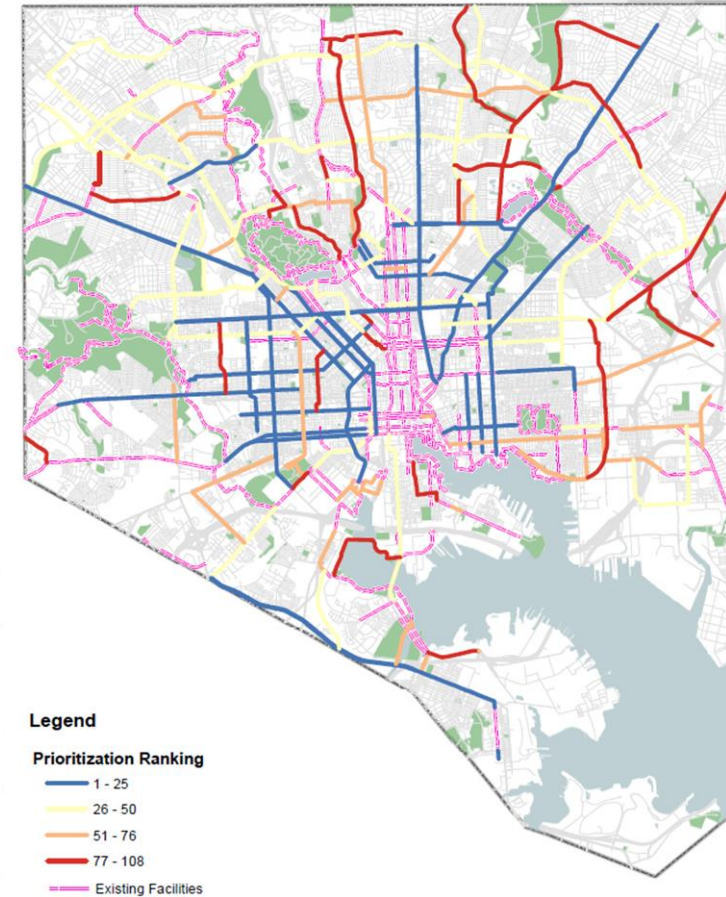 Legend
Prioritization Ranking
1 - 25
26 - 50
51 - 76
77 - 108
Existing Facilities